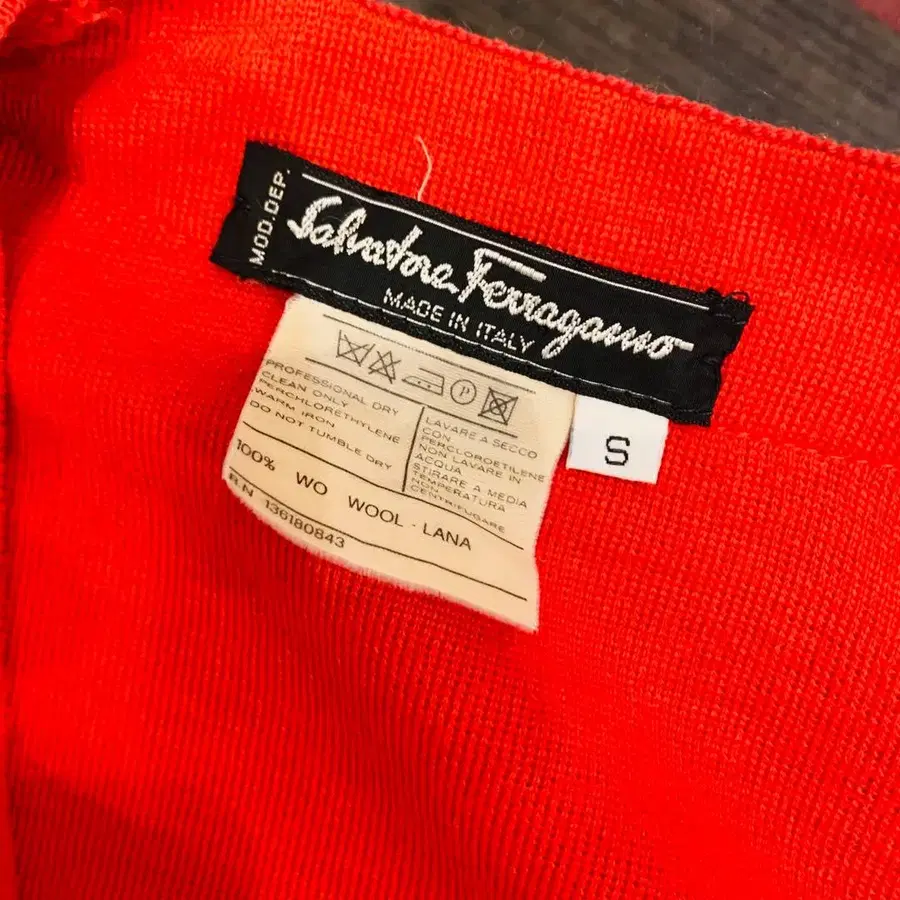 MOD.DEP.
Salvatore Ferragamo
MADE IN ITALY
S
P
PROFESSIONAL DRY
CLEAN ONLY
PERCHLORETHYLENE
WARM IRON
DO NOT TUMBLE DRY
LAVARE A SECCO
CON
PERCLOROETILENE
NON LAVARE IN
ACQUA
STIRARE A MEDIA
TEMPERATURA
NON
CENTRIFUGARE
100% WO WOOL - LANA
R.N 136180843